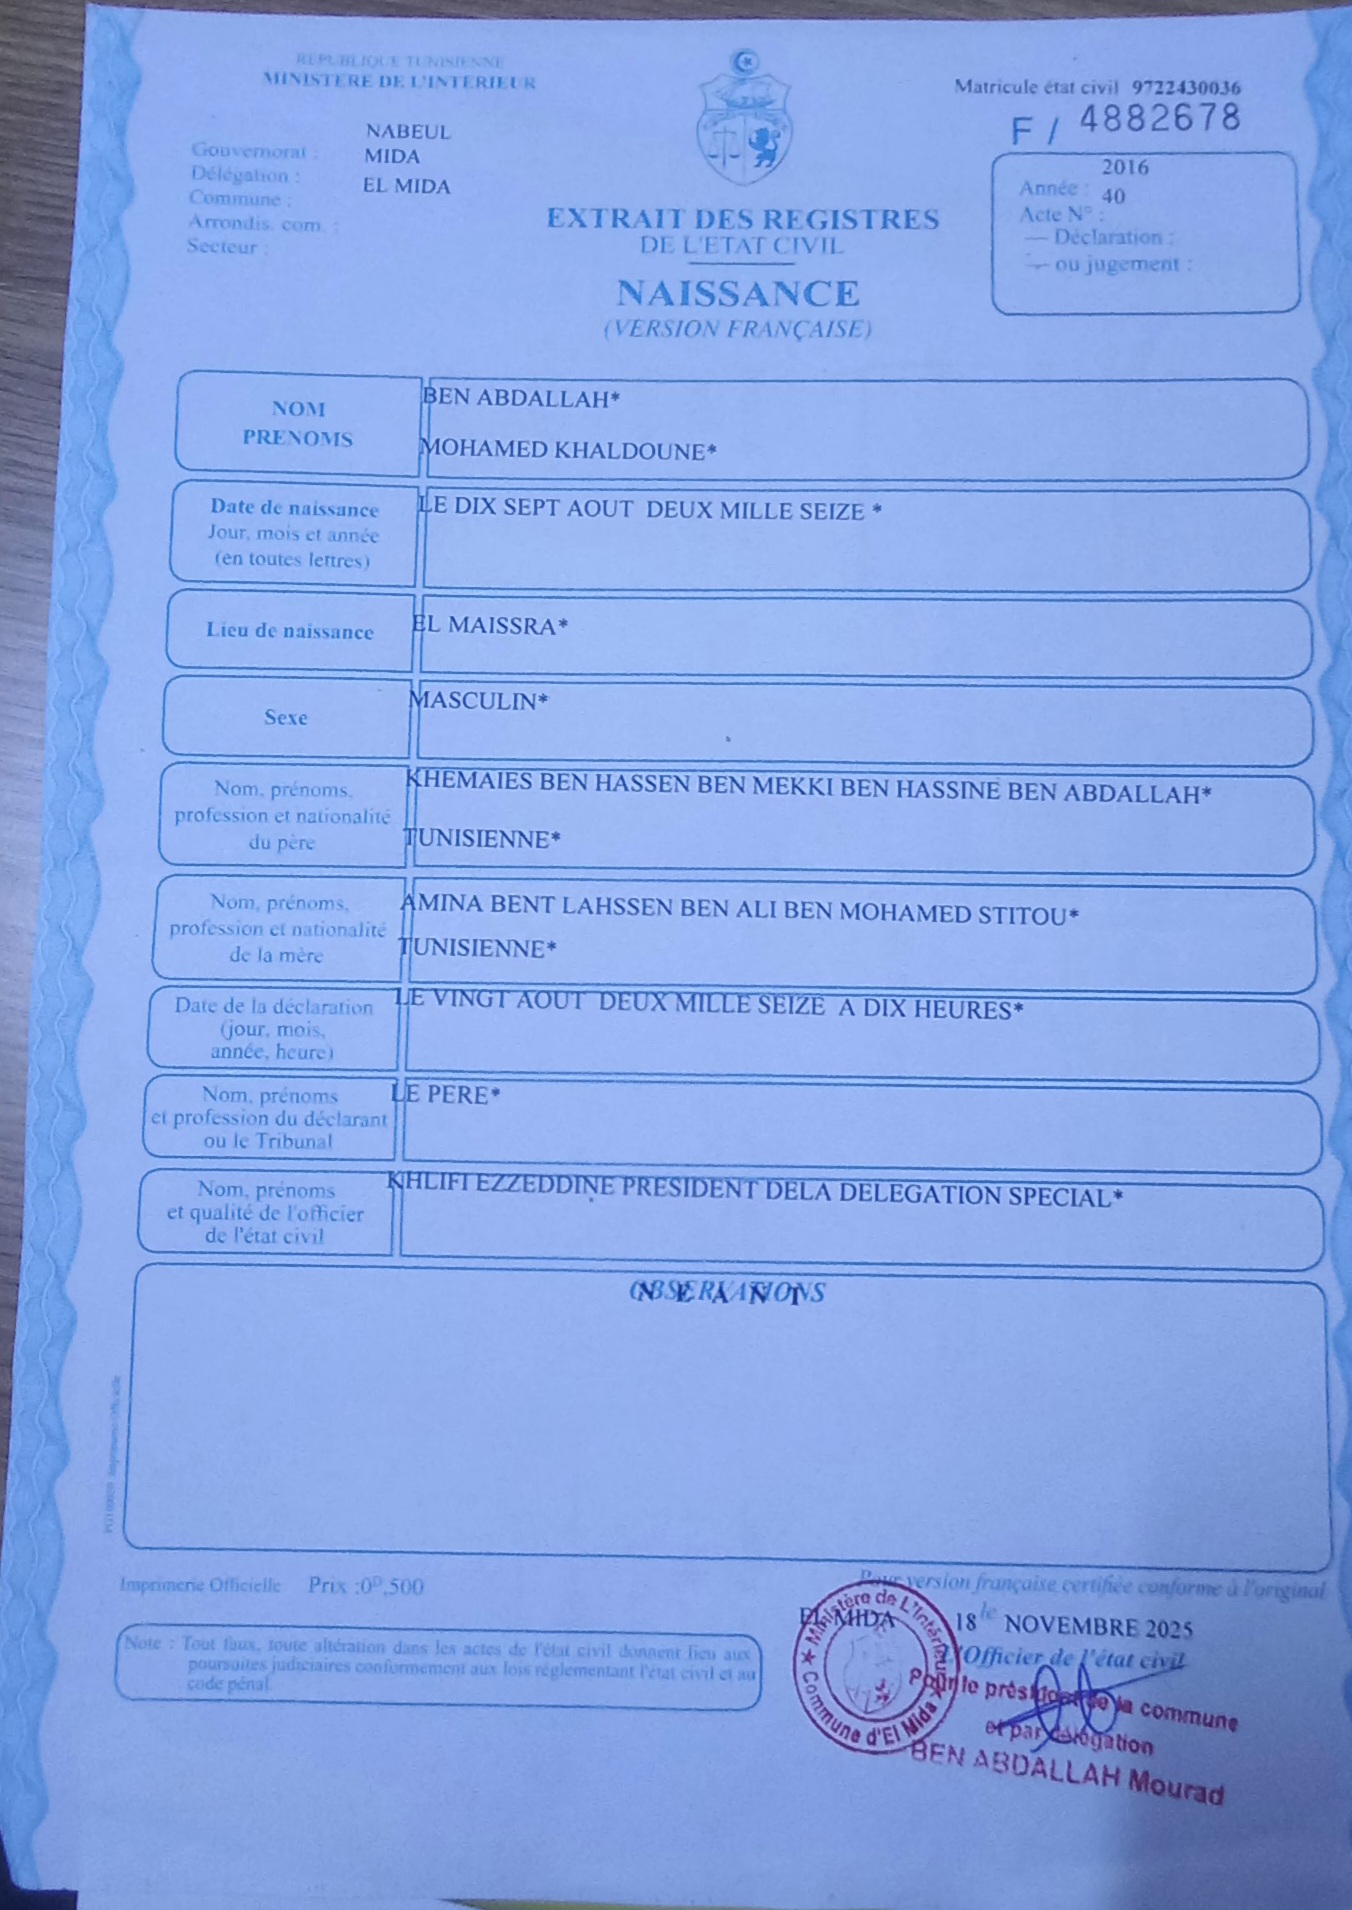 REPUBLIQUE TUNISIENNE
MINISTERE DE L'INTERIEUR
Matricule état civil 9722430036
F / 4882678
NABEUL
Gouvernorat :
MIDA
Délégation :
EL MIDA
Commune :
Arrondis. com. :
Secteur :
2016
Année :
40
Acte N° :
— Déclaration :
— ou jugement :
EXTRAIT DES REGISTRES
DE L'ETAT CIVIL
NAISSANCE
(VERSION FRANÇAISE)
NOM
PRENOMS
BEN ABDALLAH*
MOHAMED KHALDOUNE*
Date de naissance
Jour, mois et année
(en toutes lettres)
LE DIX SEPT AOUT DEUX MILLE SEIZE *
Lieu de naissance
EL MAISSRA*
Sexe
MASCULIN*
Nom, prénoms,
profession et nationalité
du père
KHEMAIES BEN HASSEN BEN MEKKI BEN HASSINE BEN ABDALLAH*
TUNISIENNE*
Nom, prénoms,
profession et nationalité
de la mère
AMINA BENT LAHSSEN BEN ALI BEN MOHAMED STITOU*
TUNISIENNE*
Date de la déclaration
(jour, mois,
année, heure)
LE VINGT AOUT DEUX MILLE SEIZE A DIX HEURES*
Nom, prénoms
et profession du déclarant
ou le Tribunal
LE PERE*
Nom, prénoms
et qualité de l'officier
de l'état civil
KHLIFI EZZEDDINE PRESIDENT DELA DELEGATION SPECIAL*
OBSERVATIONS
N E A N T
Imprimerie Officielle Prix :0ᴰ,500
Pour version française certifiée conforme à l'original
EL MIDA 18 le NOVEMBRE 2025
L'Officier de l'état civil
Note : Tout faux, toute altération dans les actes de l'état civil donnent lieu aux
poursuites judiciaires conformement aux lois réglementant l'état civil et au
code pénal.
Ministère de L'Intérieur
Commune d'El Mida
Pour le président de la commune
et par délégation
BEN ABDALLAH Mourad